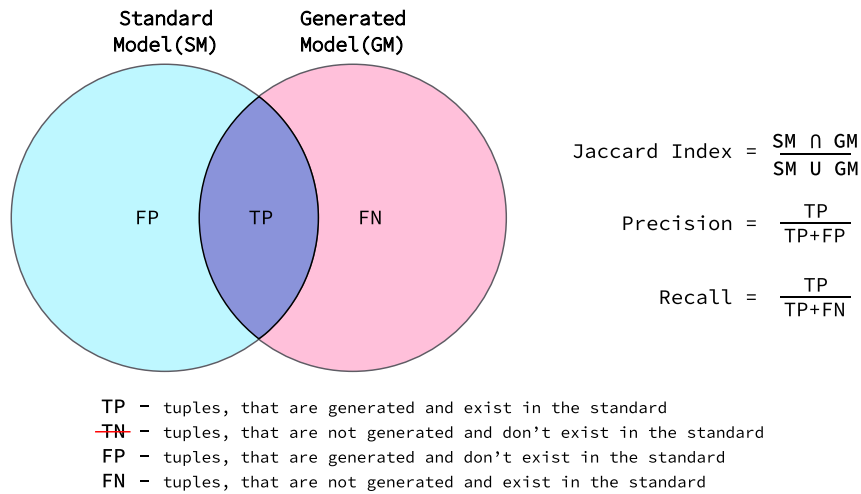 Standard
Model(SM)
Generated
Model(GM)
FP
TP
FN
Jaccard Index = SM ∩ GM
SM ∪ GM
Precision = TP
TP+FP
Recall = TP
TP+FN
TP - tuples, that are generated and exist in the standard
TN - tuples, that are not generated and don’t exist in the standard
FP - tuples, that are generated and don’t exist in the standard
FN - tuples, that are not generated and exist in the standard